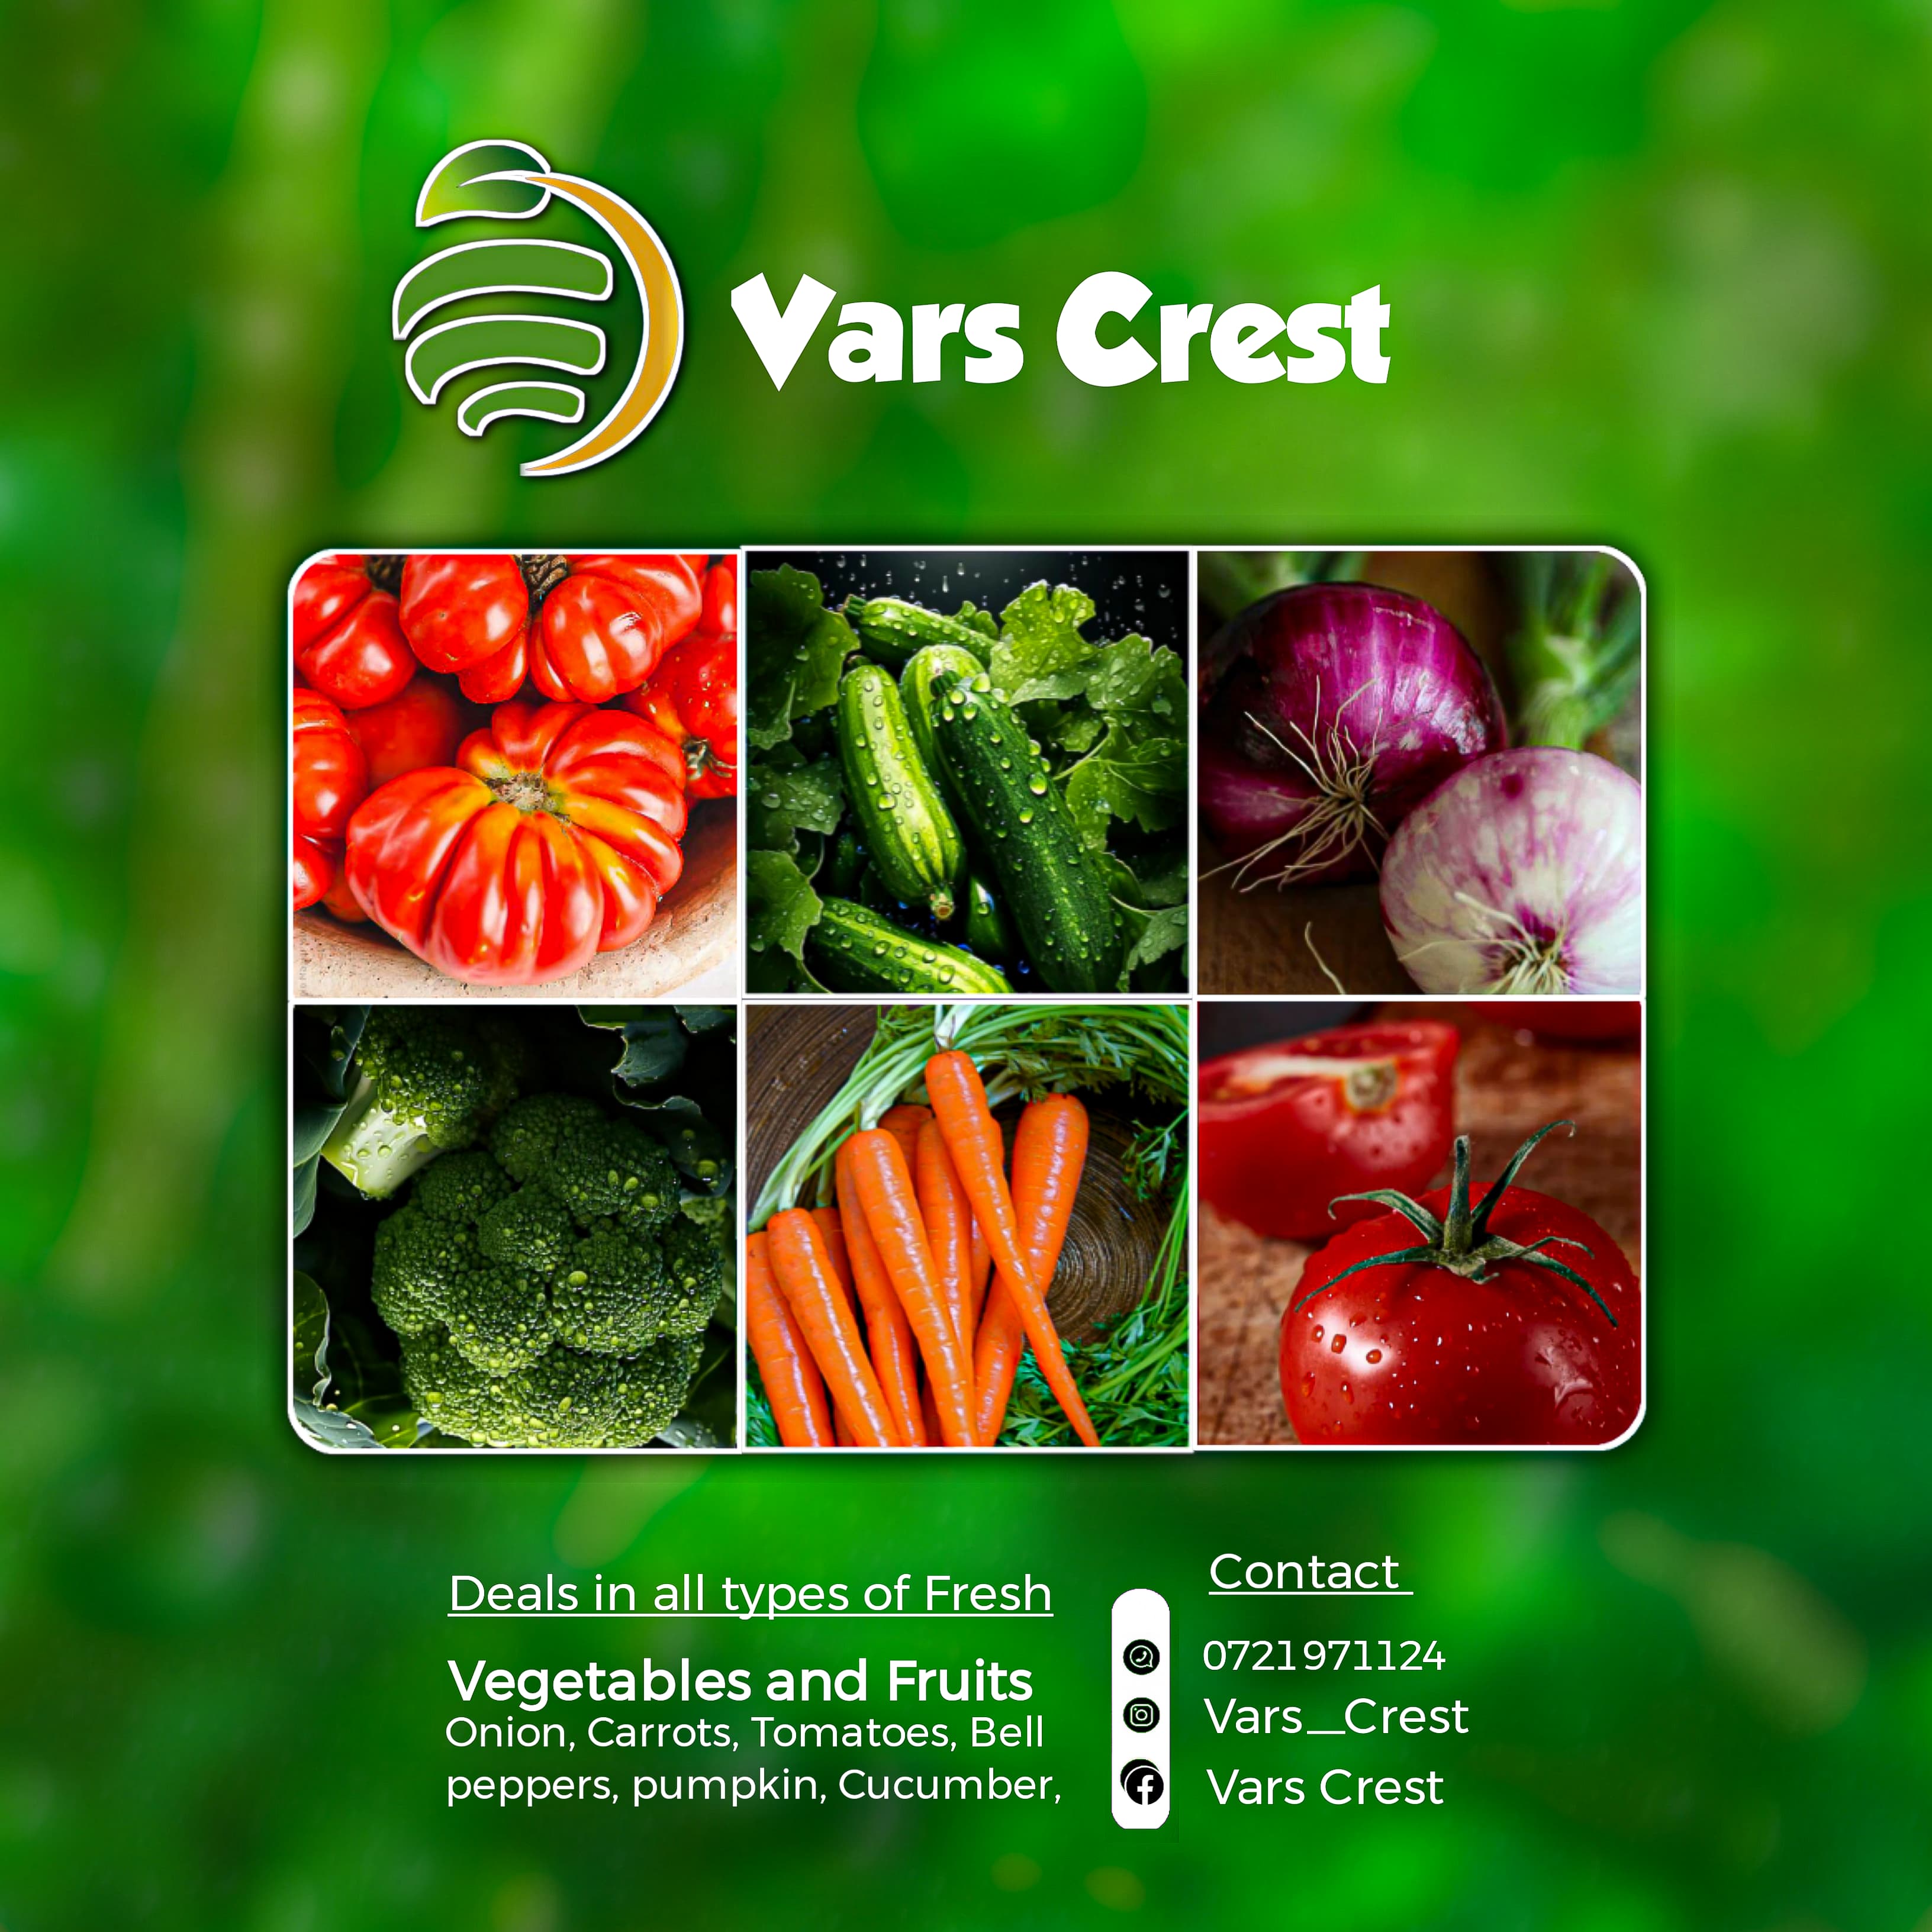 Vars Crest
Deals in all types of Fresh
Vegetables and Fruits
Onion, Carrots, Tomatoes, Bell
peppers, pumpkin, Cucumber,
Contact
0721971124
Vars__Crest
Vars Crest